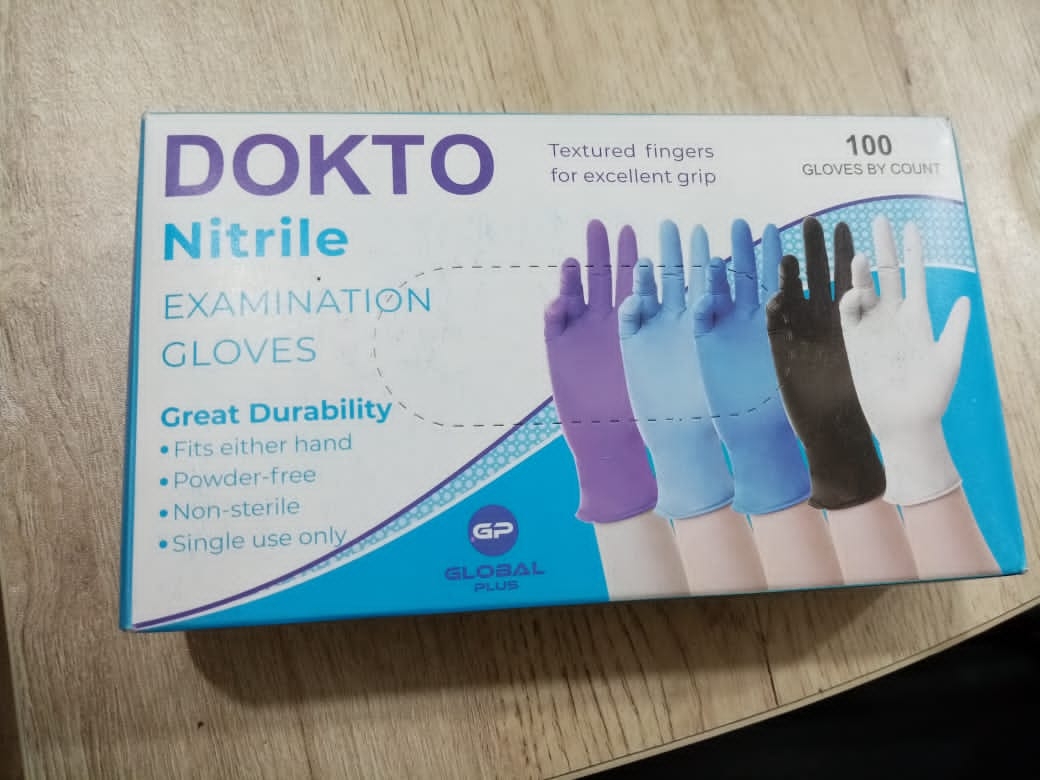 DOKTO
Textured fingers
for excellent grip
100
GLOVES BY COUNT
Nitrile
EXAMINATION
GLOVES
Great Durability
• Fits either hand
• Powder-free
• Non-sterile
• Single use only
GP
GLOBAL
PLUS